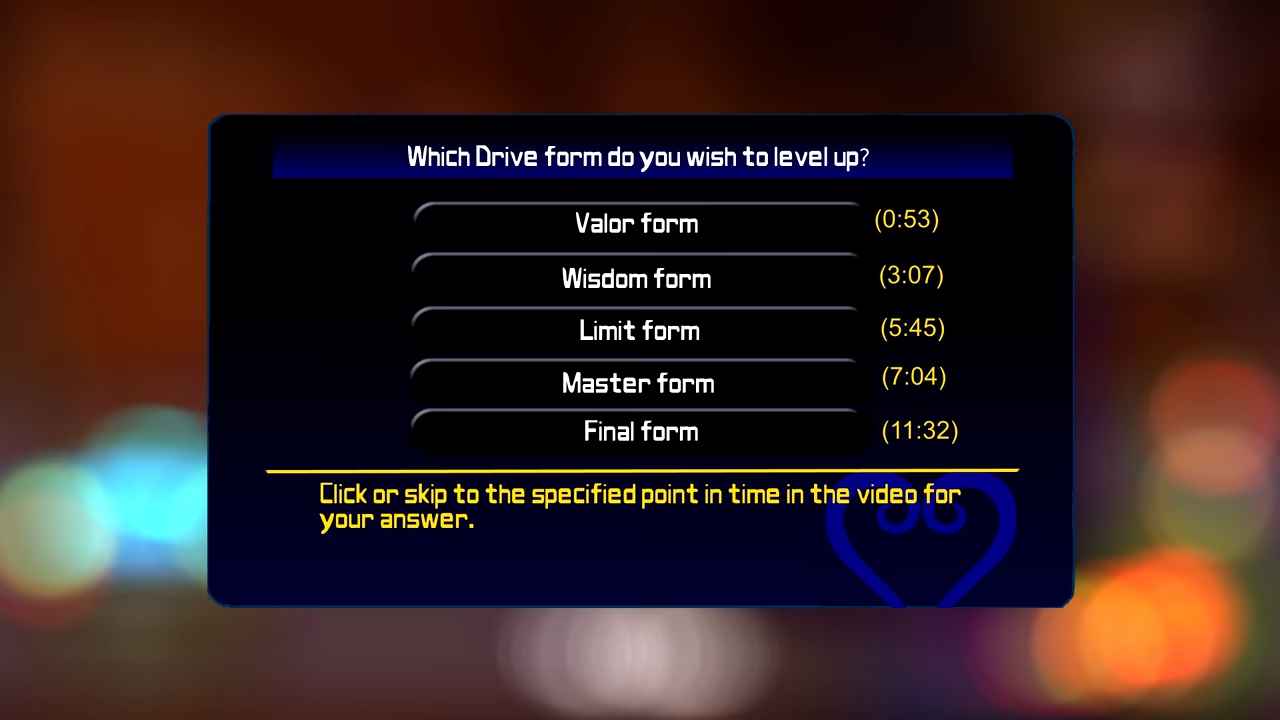 Which Drive form do you wish to level up?
Valor form (0:53)
Wisdom form (3:07)
Limit form (5:45)
Master form (7:04)
Final form (11:32)
Click or skip to the specified point in time in the video for
your answer.